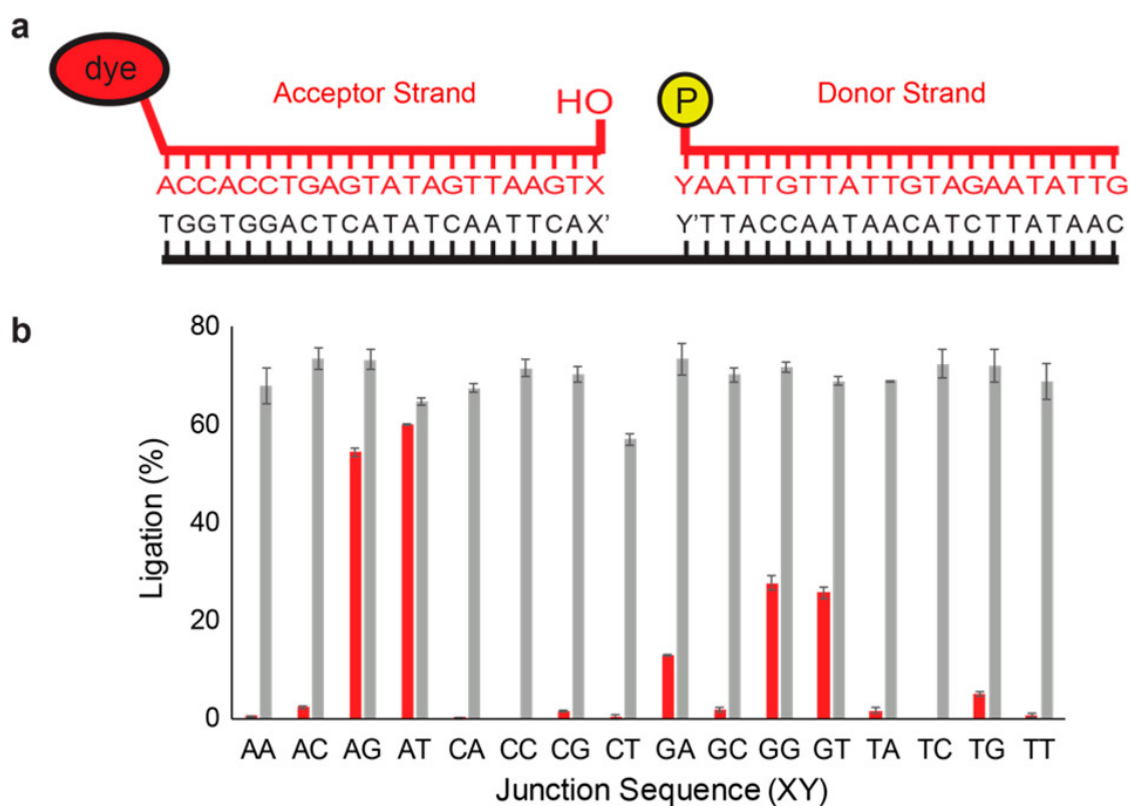 a
dye
Acceptor Strand
HO
P
Donor Strand
ACCACCTGAGTATAGTTAAGTX YAATTGTTATTGTAGAATATTG
TGGTGGACTCATATCAATTCAX' Y'TTACCAATAACATCTTATAAC
b
80
60
40
20
0
Ligation (%)
AA AC AG AT CA CC CG CT GA GC GG GT TA TC TG TT
Junction Sequence (XY)